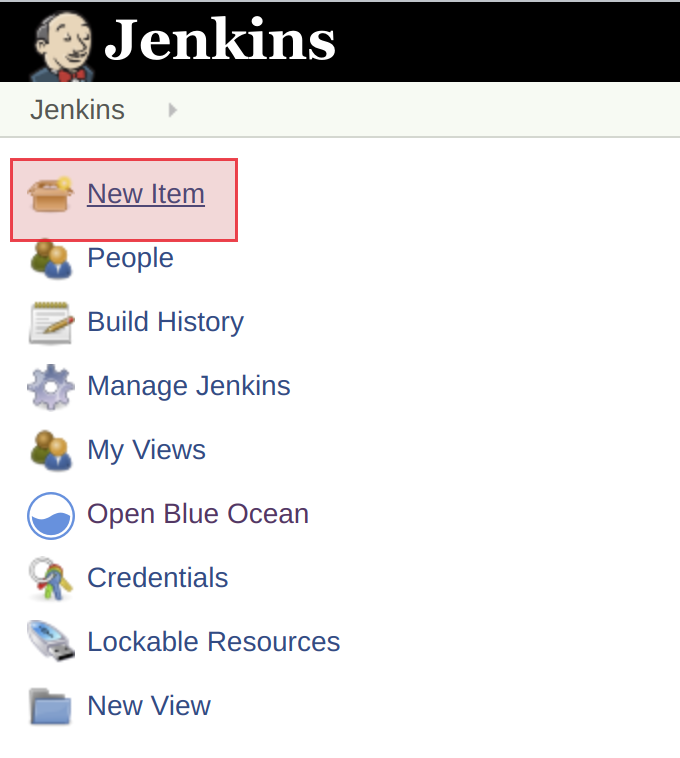 Jenkins
Jenkins
New Item
People
Build History
Manage Jenkins
My Views
Open Blue Ocean
Credentials
Lockable Resources
New View